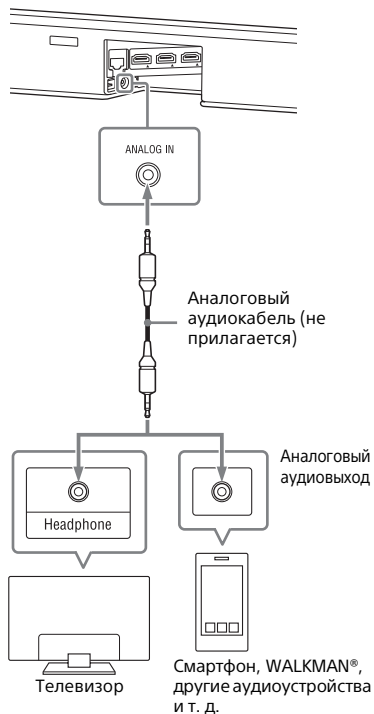 ANALOG IN
Аналоговый
аудиокабель (не
прилагается)
Аналоговый
аудиовыход
Headphone
Телевизор
Смартфон, WALKMAN®,
другие аудиоустройства
и т. д.